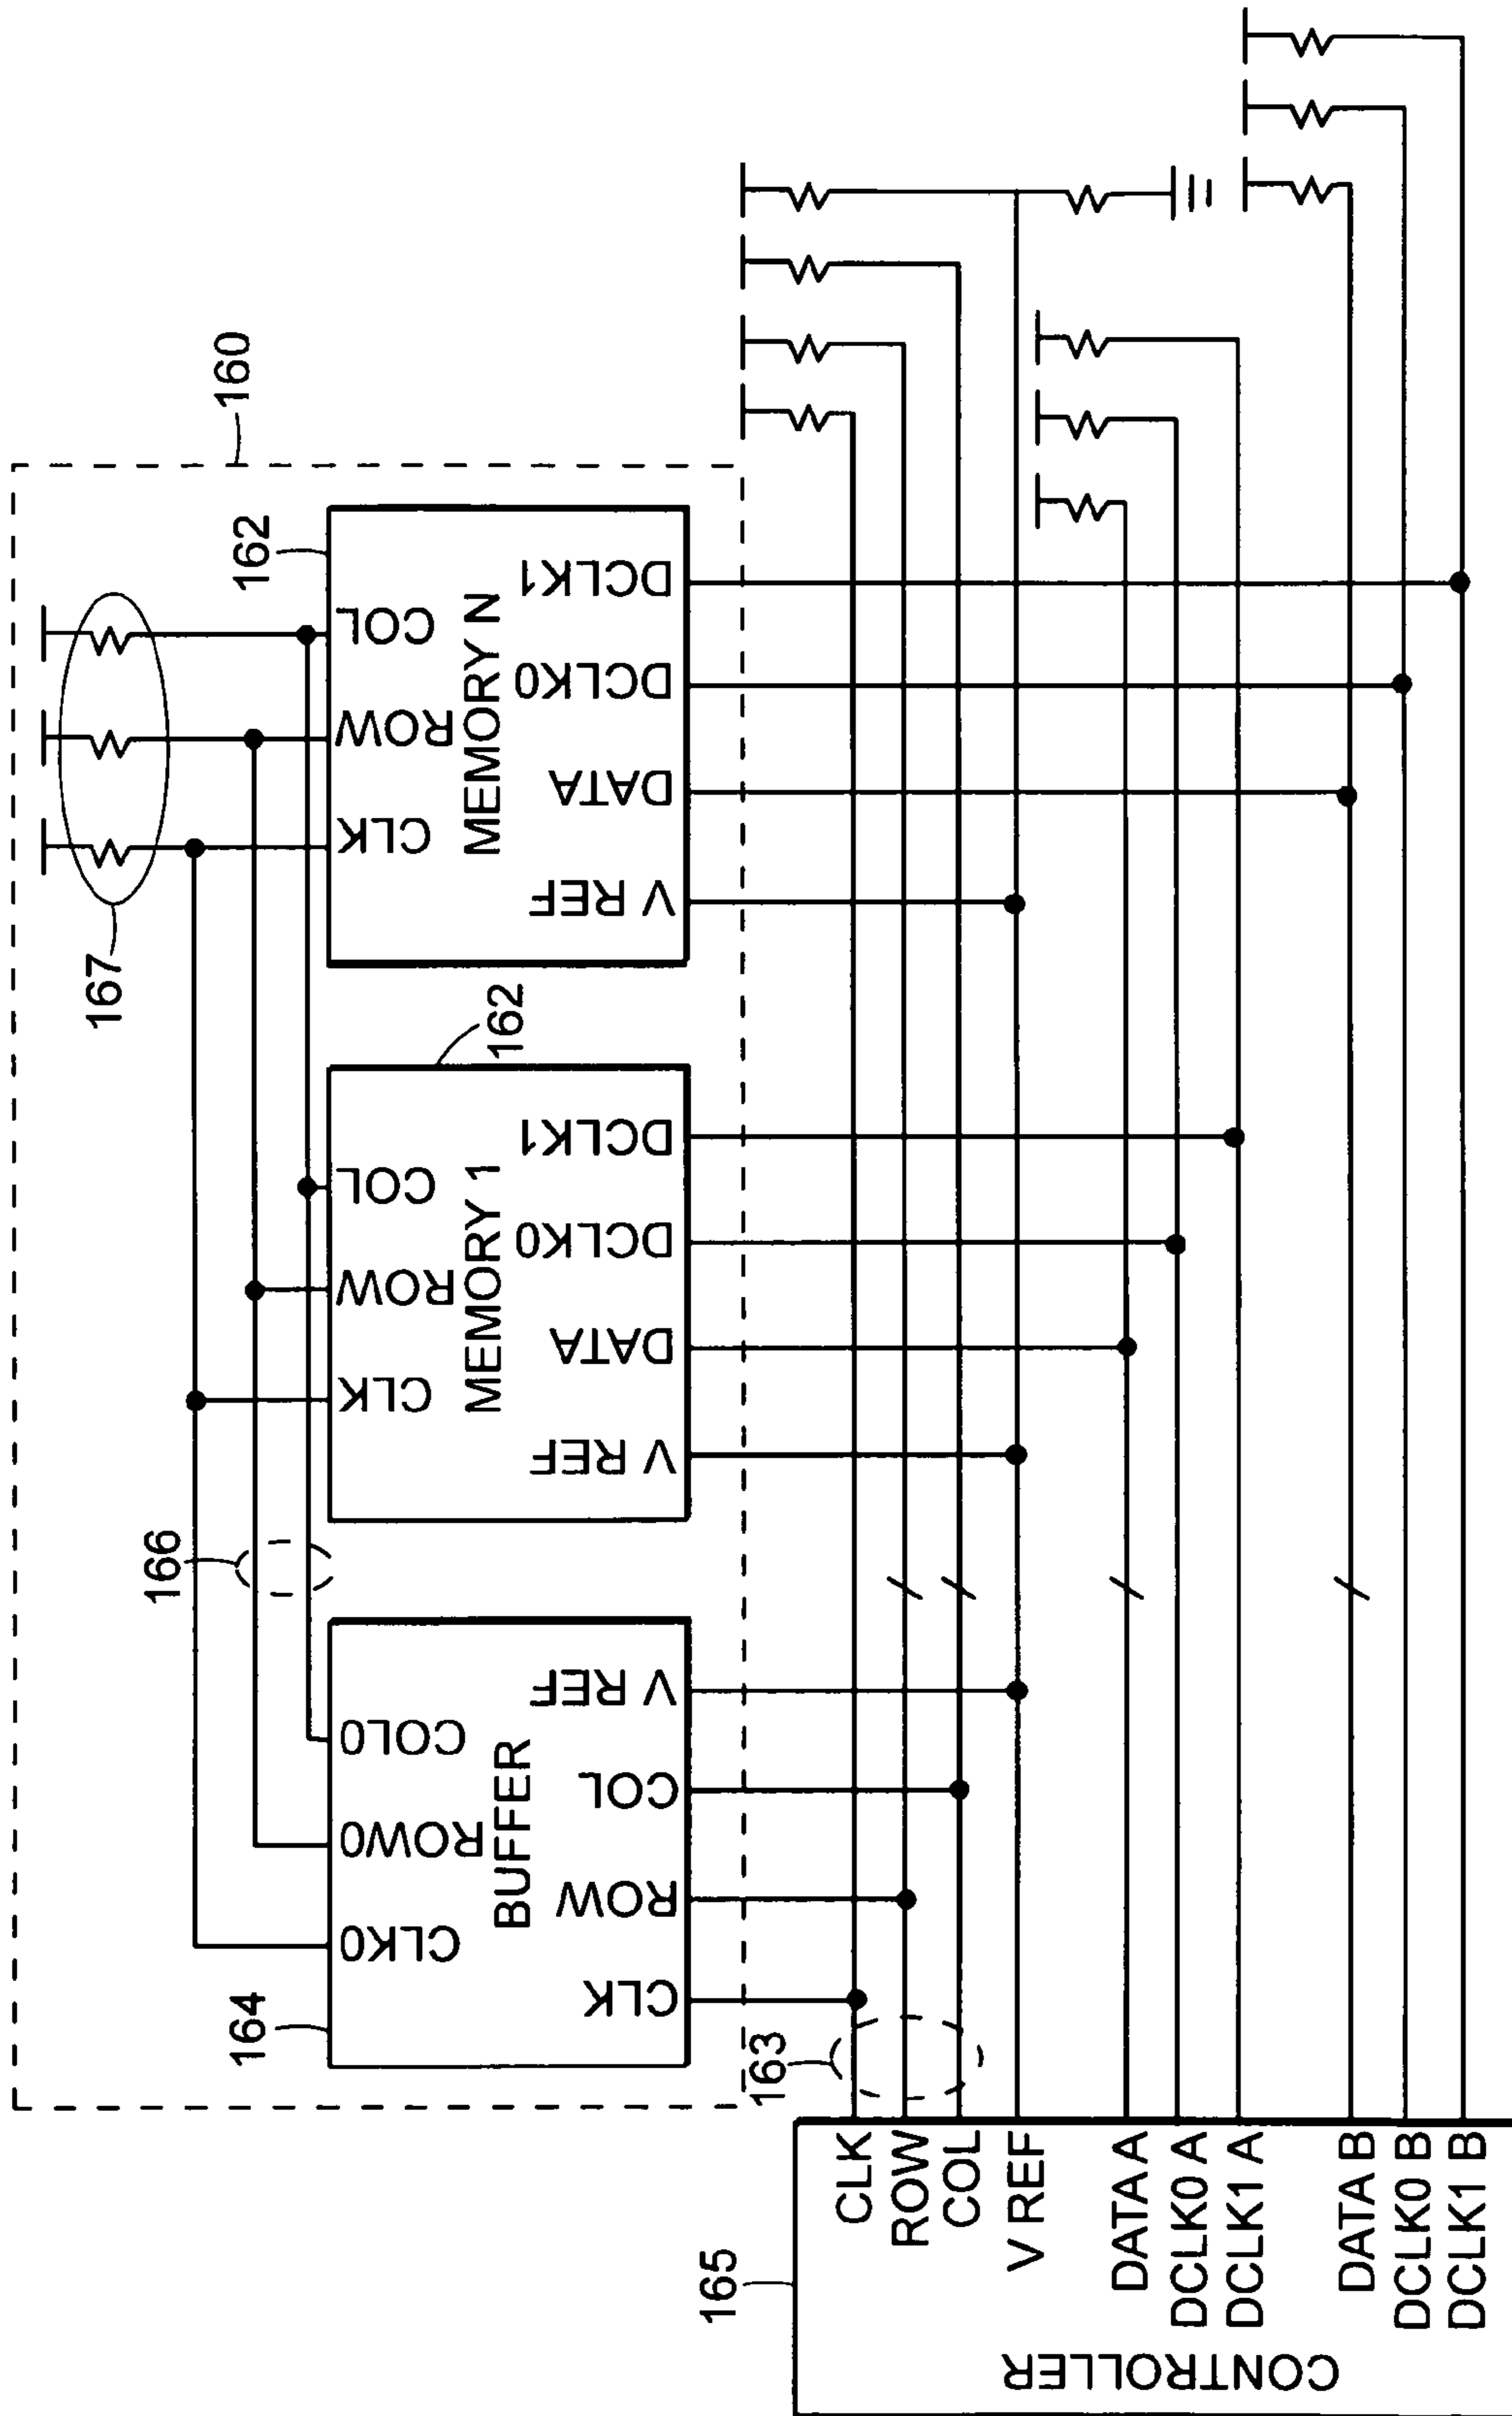 160
167
162
COL
ROW
CLK
MEMORY N
DCLK1
DCLK0
DATA
V REF
162
COL
ROW
CLK
MEMORY 1
DCLK1
DCLK0
DATA
V REF
166
164
COL0
ROW0
CLK0
BUFFER
V REF
COL
ROW
CLK
163
165
CLK
ROW
COL
V REF
DATA A
DCLK0 A
DCLK1 A
DATA B
DCLK0 B
DCLK1 B
CONTROLLER